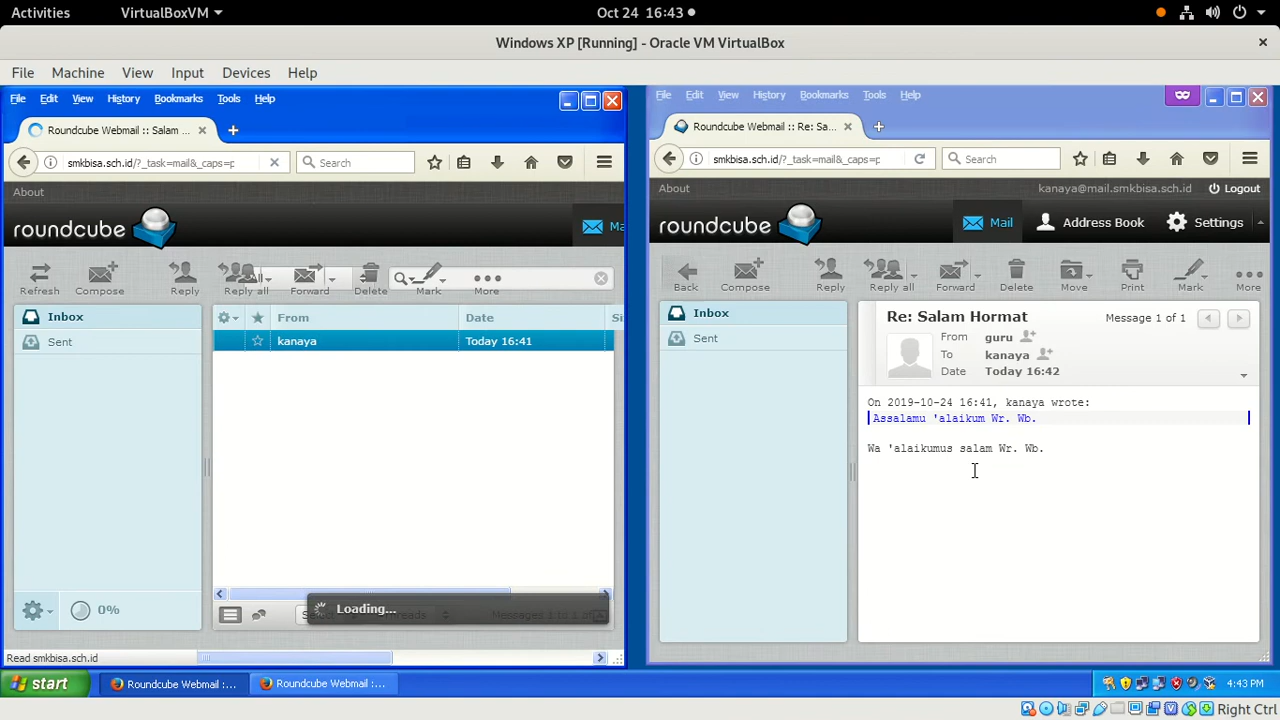 Activities VirtualBoxVM Oct 24 16:43
Windows XP [Running] - Oracle VM VirtualBox
File Machine View Input Devices Help
File Edit View History Bookmarks Tools Help
Roundcube Webmail :: Salam ...
smkbisa.sch.id/?_task=mail&_caps=p
Search
About
roundcube
Ma
Refresh Compose Reply Reply all Forward Delete Mark More
Inbox
Sent
From Date Si
kanaya Today 16:41
Loading...
0%
Read smkbisa.sch.id
File Edit View History Bookmarks Tools Help
Roundcube Webmail :: Re: Sa...
smkbisa.sch.id/?_task=mail&_caps=p
Search
About kanaya@mail.smkbisa.sch.id Logout
roundcube
Mail Address Book Settings
Back Compose Reply Reply all Forward Delete Move Print Mark More
Inbox
Sent
Re: Salam Hormat Message 1 of 1
From guru
To kanaya
Date Today 16:42
On 2019-10-24 16:41, kanaya wrote:
Assalamu 'alaikum Wr. Wb.
Wa 'alaikumus salam Wr. Wb.
start Roundcube Webmail :... Roundcube Webmail :... 4:43 PM
Right Ctrl